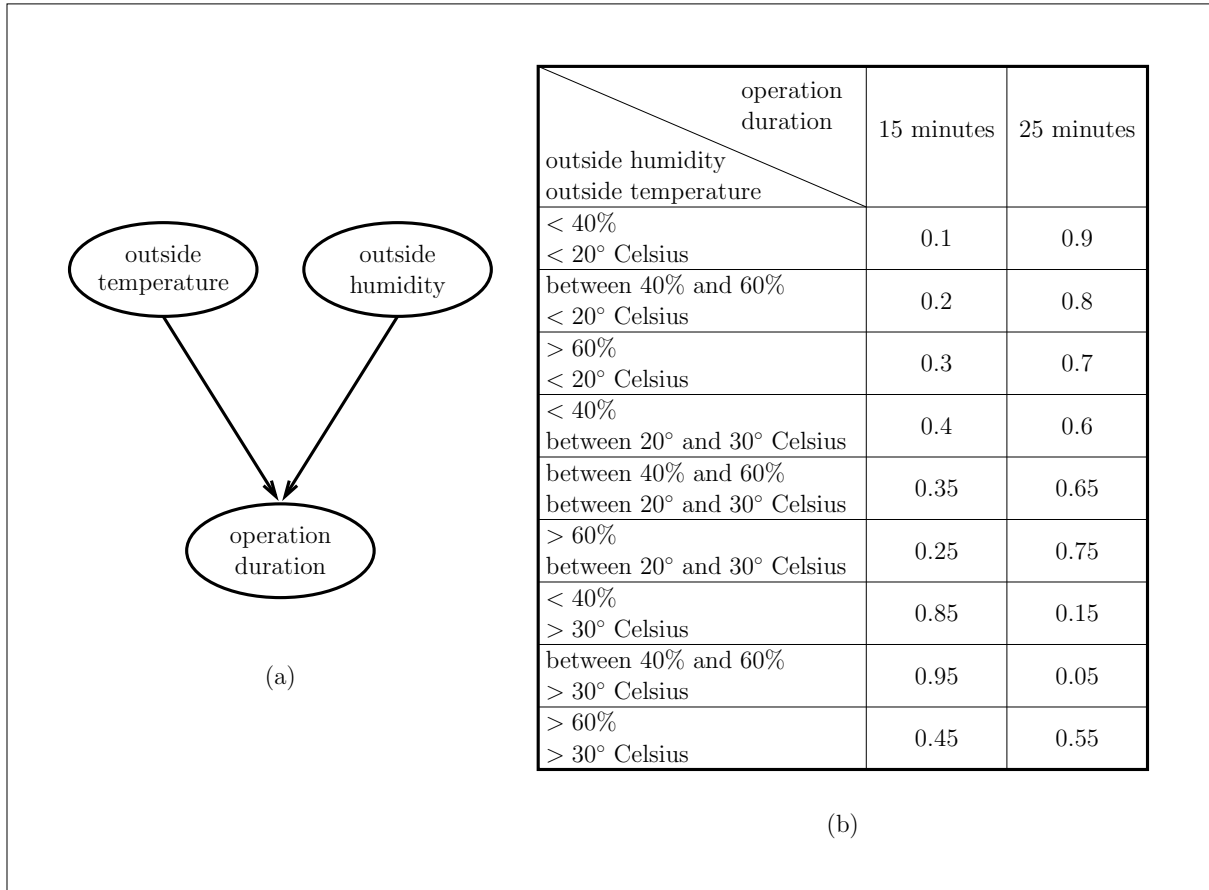 outside
temperature
outside
humidity
operation
duration
(a)
operation
duration
outside humidity
outside temperature
15 minutes
25 minutes
< 40%
< 20° Celsius
0.1
0.9
between 40% and 60%
< 20° Celsius
0.2
0.8
> 60%
< 20° Celsius
0.3
0.7
< 40%
between 20° and 30° Celsius
0.4
0.6
between 40% and 60%
between 20° and 30° Celsius
0.35
0.65
> 60%
between 20° and 30° Celsius
0.25
0.75
< 40%
> 30° Celsius
0.85
0.15
between 40% and 60%
> 30° Celsius
0.95
0.05
> 60%
> 30° Celsius
0.45
0.55
(b)